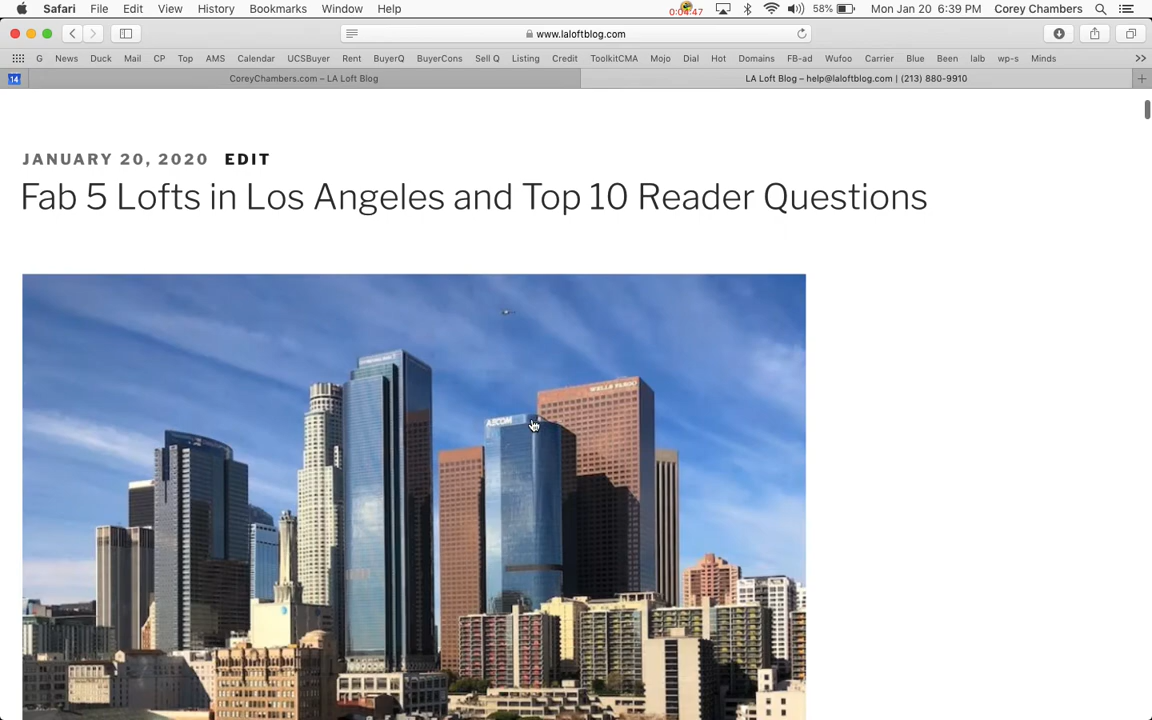 Safari File Edit View History Bookmarks Window Help 0:04:47 58% Mon Jan 20 6:39 PM Corey Chambers
www.laloftblog.com
G News Duck Mail CP Top AMS Calendar UCSBuyer Rent BuyerQ BuyerCons Sell Q Listing Credit ToolkitCMA Mojo Dial Hot Domains FB-ad Wufoo Carrier Blue Been lalb wp-s Minds
14 CoreyChambers.com – LA Loft Blog LA Loft Blog – help@laloftblog.com | (213) 880-9910
JANUARY 20, 2020 EDIT
Fab 5 Lofts in Los Angeles and Top 10 Reader Questions
WELLS FARGO
AECOM